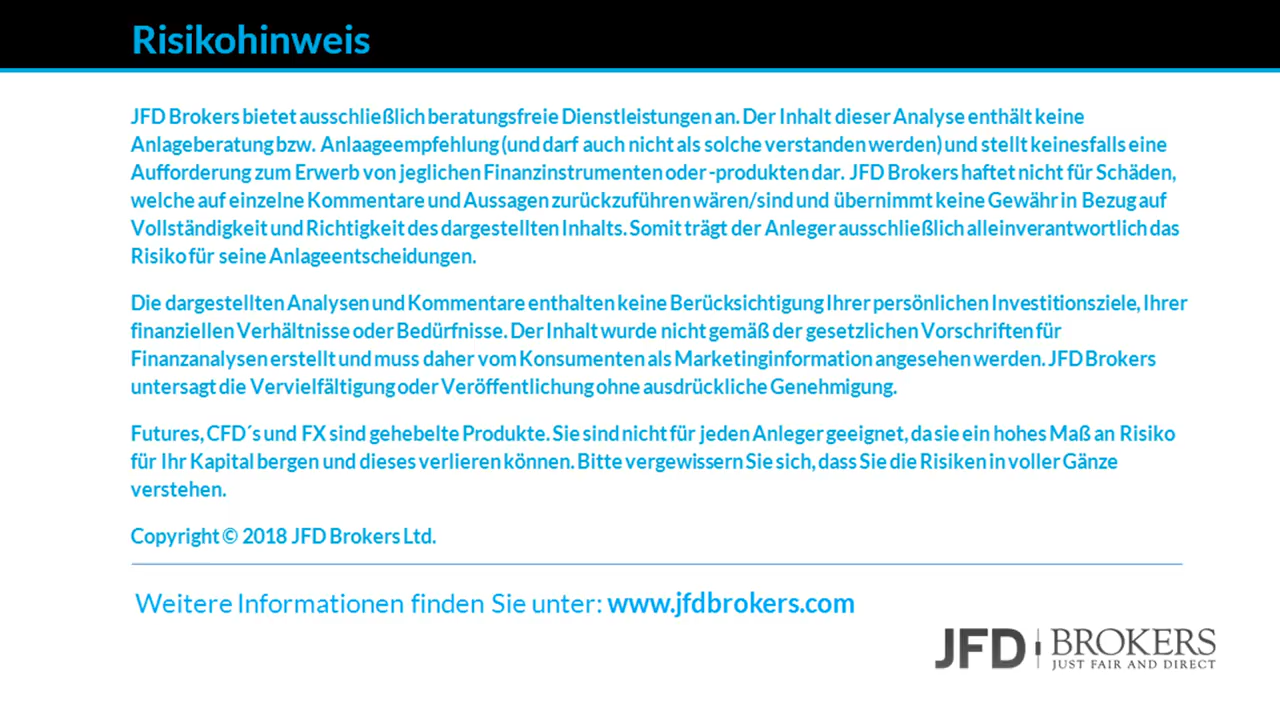 Risikohinweis
JFD Brokers bietet ausschließlich beratungsfreie Dienstleistungen an. Der Inhalt dieser Analyse enthält keine
Anlageberatung bzw. Anlaageempfehlung (und darf auch nicht als solche verstanden werden) und stellt keinesfalls eine
Aufforderung zum Erwerb von jeglichen Finanzinstrumenten oder -produkten dar. JFD Brokers haftet nicht für Schäden,
welche auf einzelne Kommentare und Aussagen zurückzuführen wären/sind und übernimmt keine Gewähr in Bezug auf
Vollständigkeit und Richtigkeit des dargestellten Inhalts. Somit trägt der Anleger ausschließlich alleinverantwortlich das
Risiko für seine Anlageentscheidungen.
Die dargestellten Analysen und Kommentare enthalten keine Berücksichtigung Ihrer persönlichen Investitionsziele, Ihrer
finanziellen Verhältnisse oder Bedürfnisse. Der Inhalt wurde nicht gemäß der gesetzlichen Vorschriften für
Finanzanalysen erstellt und muss daher vom Konsumenten als Marketinginformation angesehen werden. JFD Brokers
untersagt die Vervielfältigung oder Veröffentlichung ohne ausdrückliche Genehmigung.
Futures, CFD´s und FX sind gehebelte Produkte. Sie sind nicht für jeden Anleger geeignet, da sie ein hohes Maß an Risiko
für Ihr Kapital bergen und dieses verlieren können. Bitte vergewissern Sie sich, dass Sie die Risiken in voller Gänze
verstehen.
Copyright © 2018 JFD Brokers Ltd.
Weitere Informationen finden Sie unter: www.jfdbrokers.com
JFD BROKERS
JUST FAIR AND DIRECT